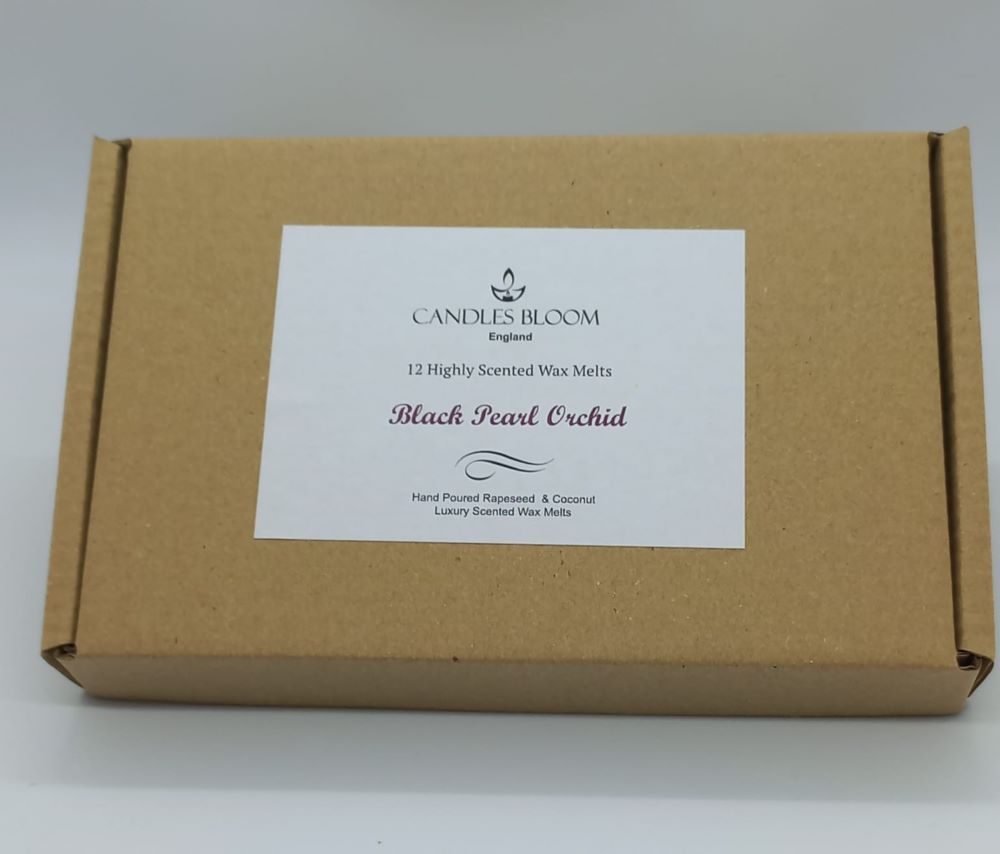 CANDLES BLOOM
England
12 Highly Scented Wax Melts
Black Pearl Orchid
Hand Poured Rapeseed & Coconut
Luxury Scented Wax Melts